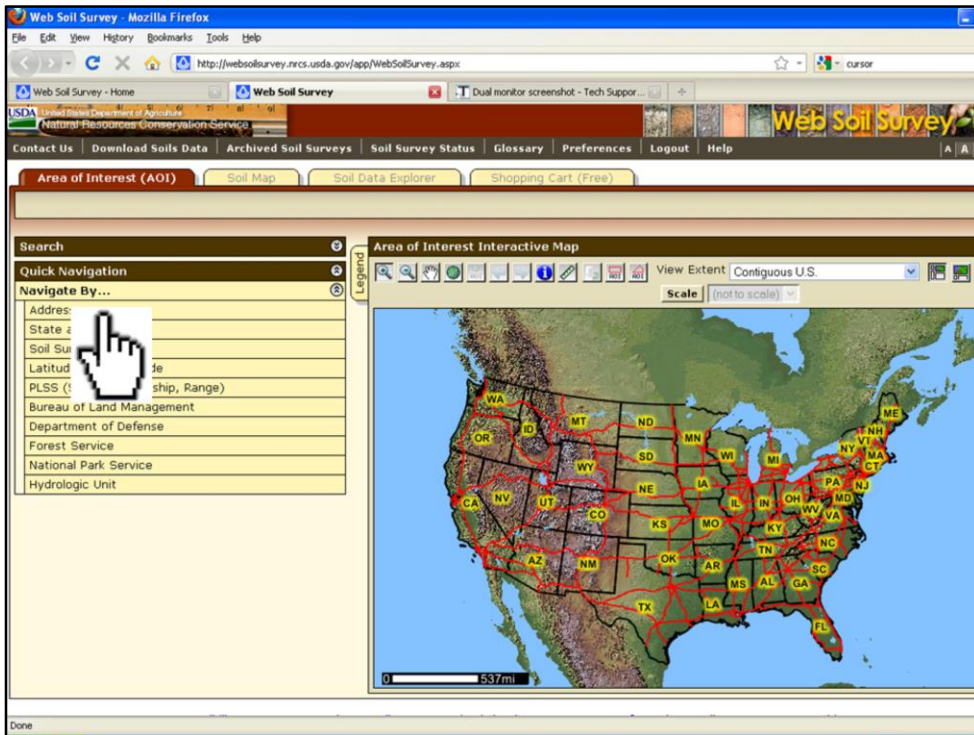 Web Soil Survey - Mozilla Firefox
File Edit View History Bookmarks Tools Help
http://websoilsurvey.nrcs.usda.gov/app/WebSoilSurvey.aspx
cursor
Web Soil Survey - Home
Web Soil Survey
Dual monitor screenshot - Tech Suppor...
USDA United States Department of Agriculture
Natural Resources Conservation Service
Web Soil Survey
Contact Us Download Soils Data Archived Soil Surveys Soil Survey Status Glossary Preferences Logout Help A A
Area of Interest (AOI) Soil Map Soil Data Explorer Shopping Cart (Free)
Search
Quick Navigation
Navigate By...
Addres
State a
Soil Su
Latitud de
PLSS ( ship, Range)
Bureau of Land Management
Department of Defense
Forest Service
National Park Service
Hydrologic Unit
Legend
Area of Interest Interactive Map
AOI AOI
View Extent Contiguous U.S.
Scale (not to scale)
WA
OR
ID
MT
ND
MN
SD
WY
WI
MI
ME
NH
VT
NY
MA
CT
NJ
PA
MD
CA
NV
UT
CO
NE
IA
IL
IN
OH
WV
VA
KS
MO
KY
NC
AZ
NM
OK
AR
TN
SC
MS
AL
GA
TX
LA
FL
0 537mi
Done